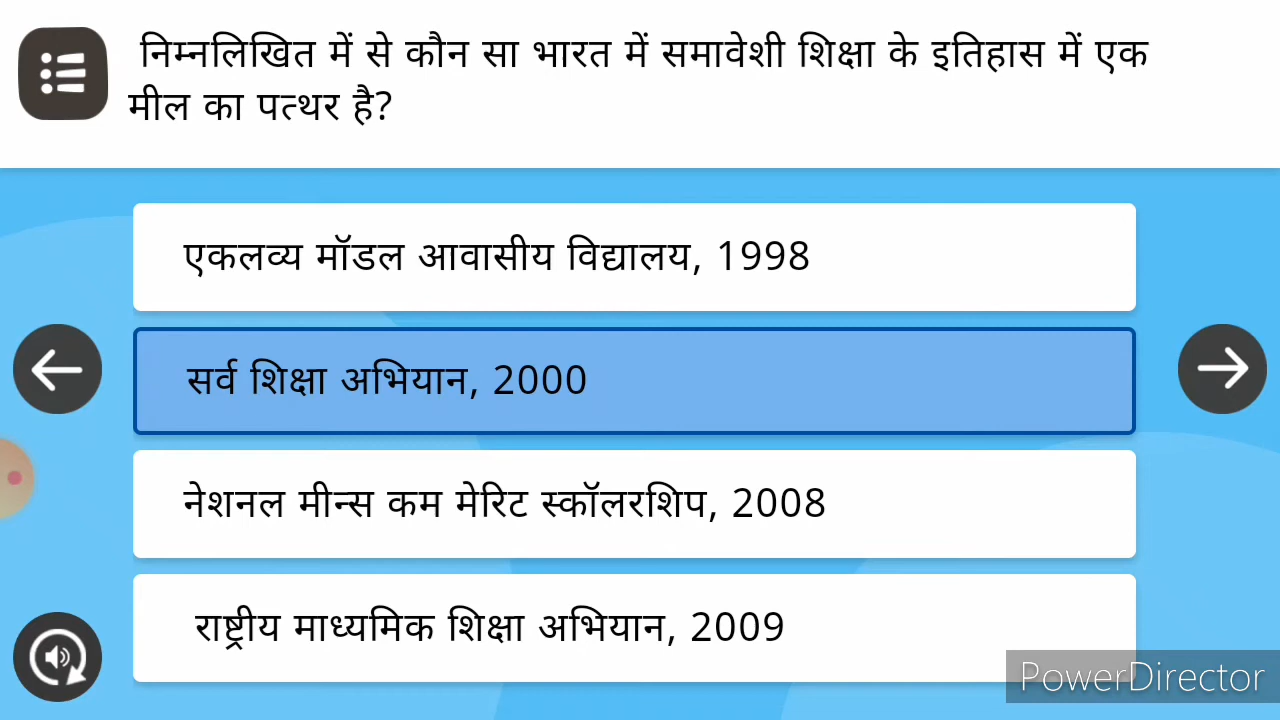 निम्नलिखित में से कौन सा भारत में समावेशी शिक्षा के इतिहास में एक
मील का पत्थर है?
एकलव्य मॉडल आवासीय विद्यालय, 1998
सर्व शिक्षा अभियान, 2000
नेशनल मीन्स कम मेरिट स्कॉलरशिप, 2008
राष्ट्रीय माध्यमिक शिक्षा अभियान, 2009
PowerDirector